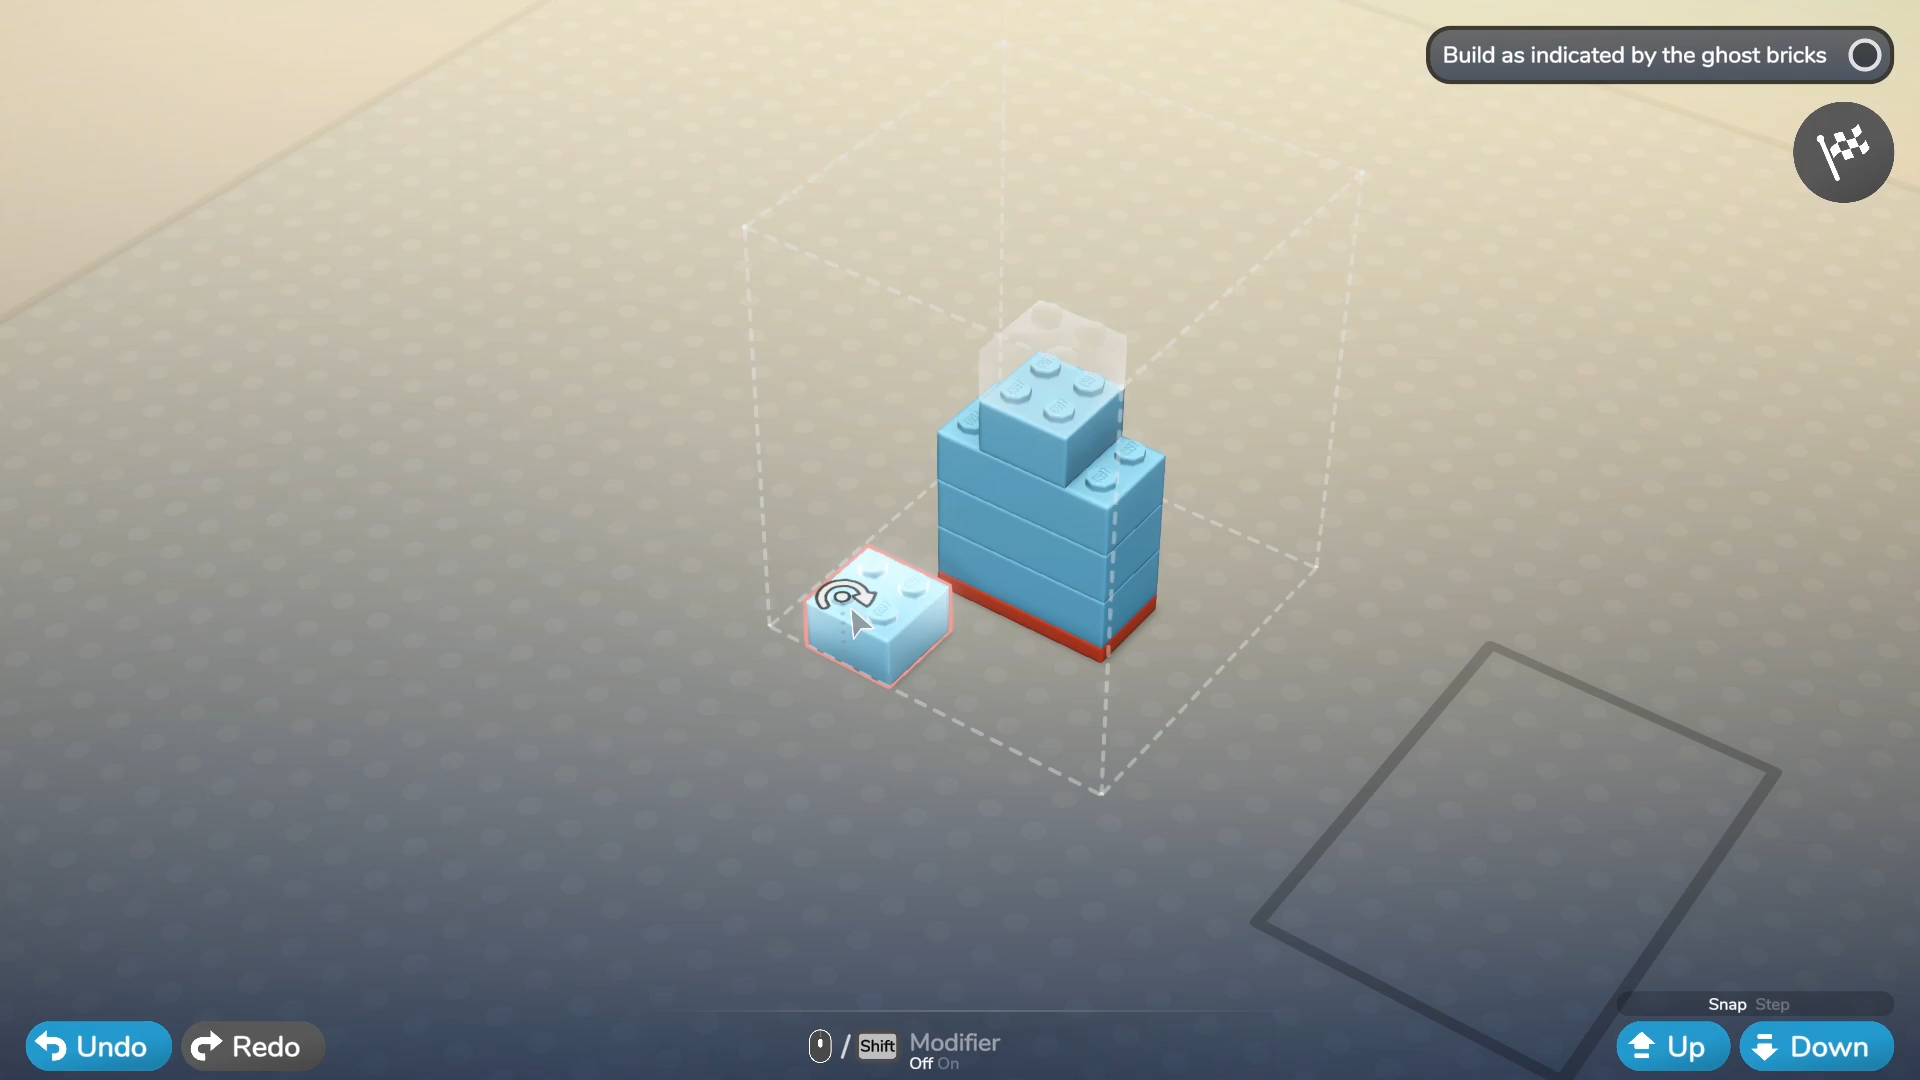 Build as indicated by the ghost bricks
Snap Step
Undo
Redo
/ Shift Modifier
Off On
Up
Down